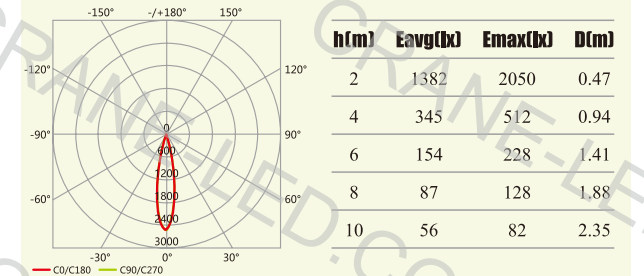 -150° -/+180° 150°
-120° 120°
-90° 90°
-60° 60°
-30° 0° 30°
0
600
1200
1800
2400
3000
C0/C180 C90/C270
h(m) Eavg(lx) Emax(lx) D(m)
2 1382 2050 0.47
4 345 512 0.94
6 154 228 1.41
8 87 128 1.88
10 56 82 2.35
CRANE-LED.CO
CRANE-LED